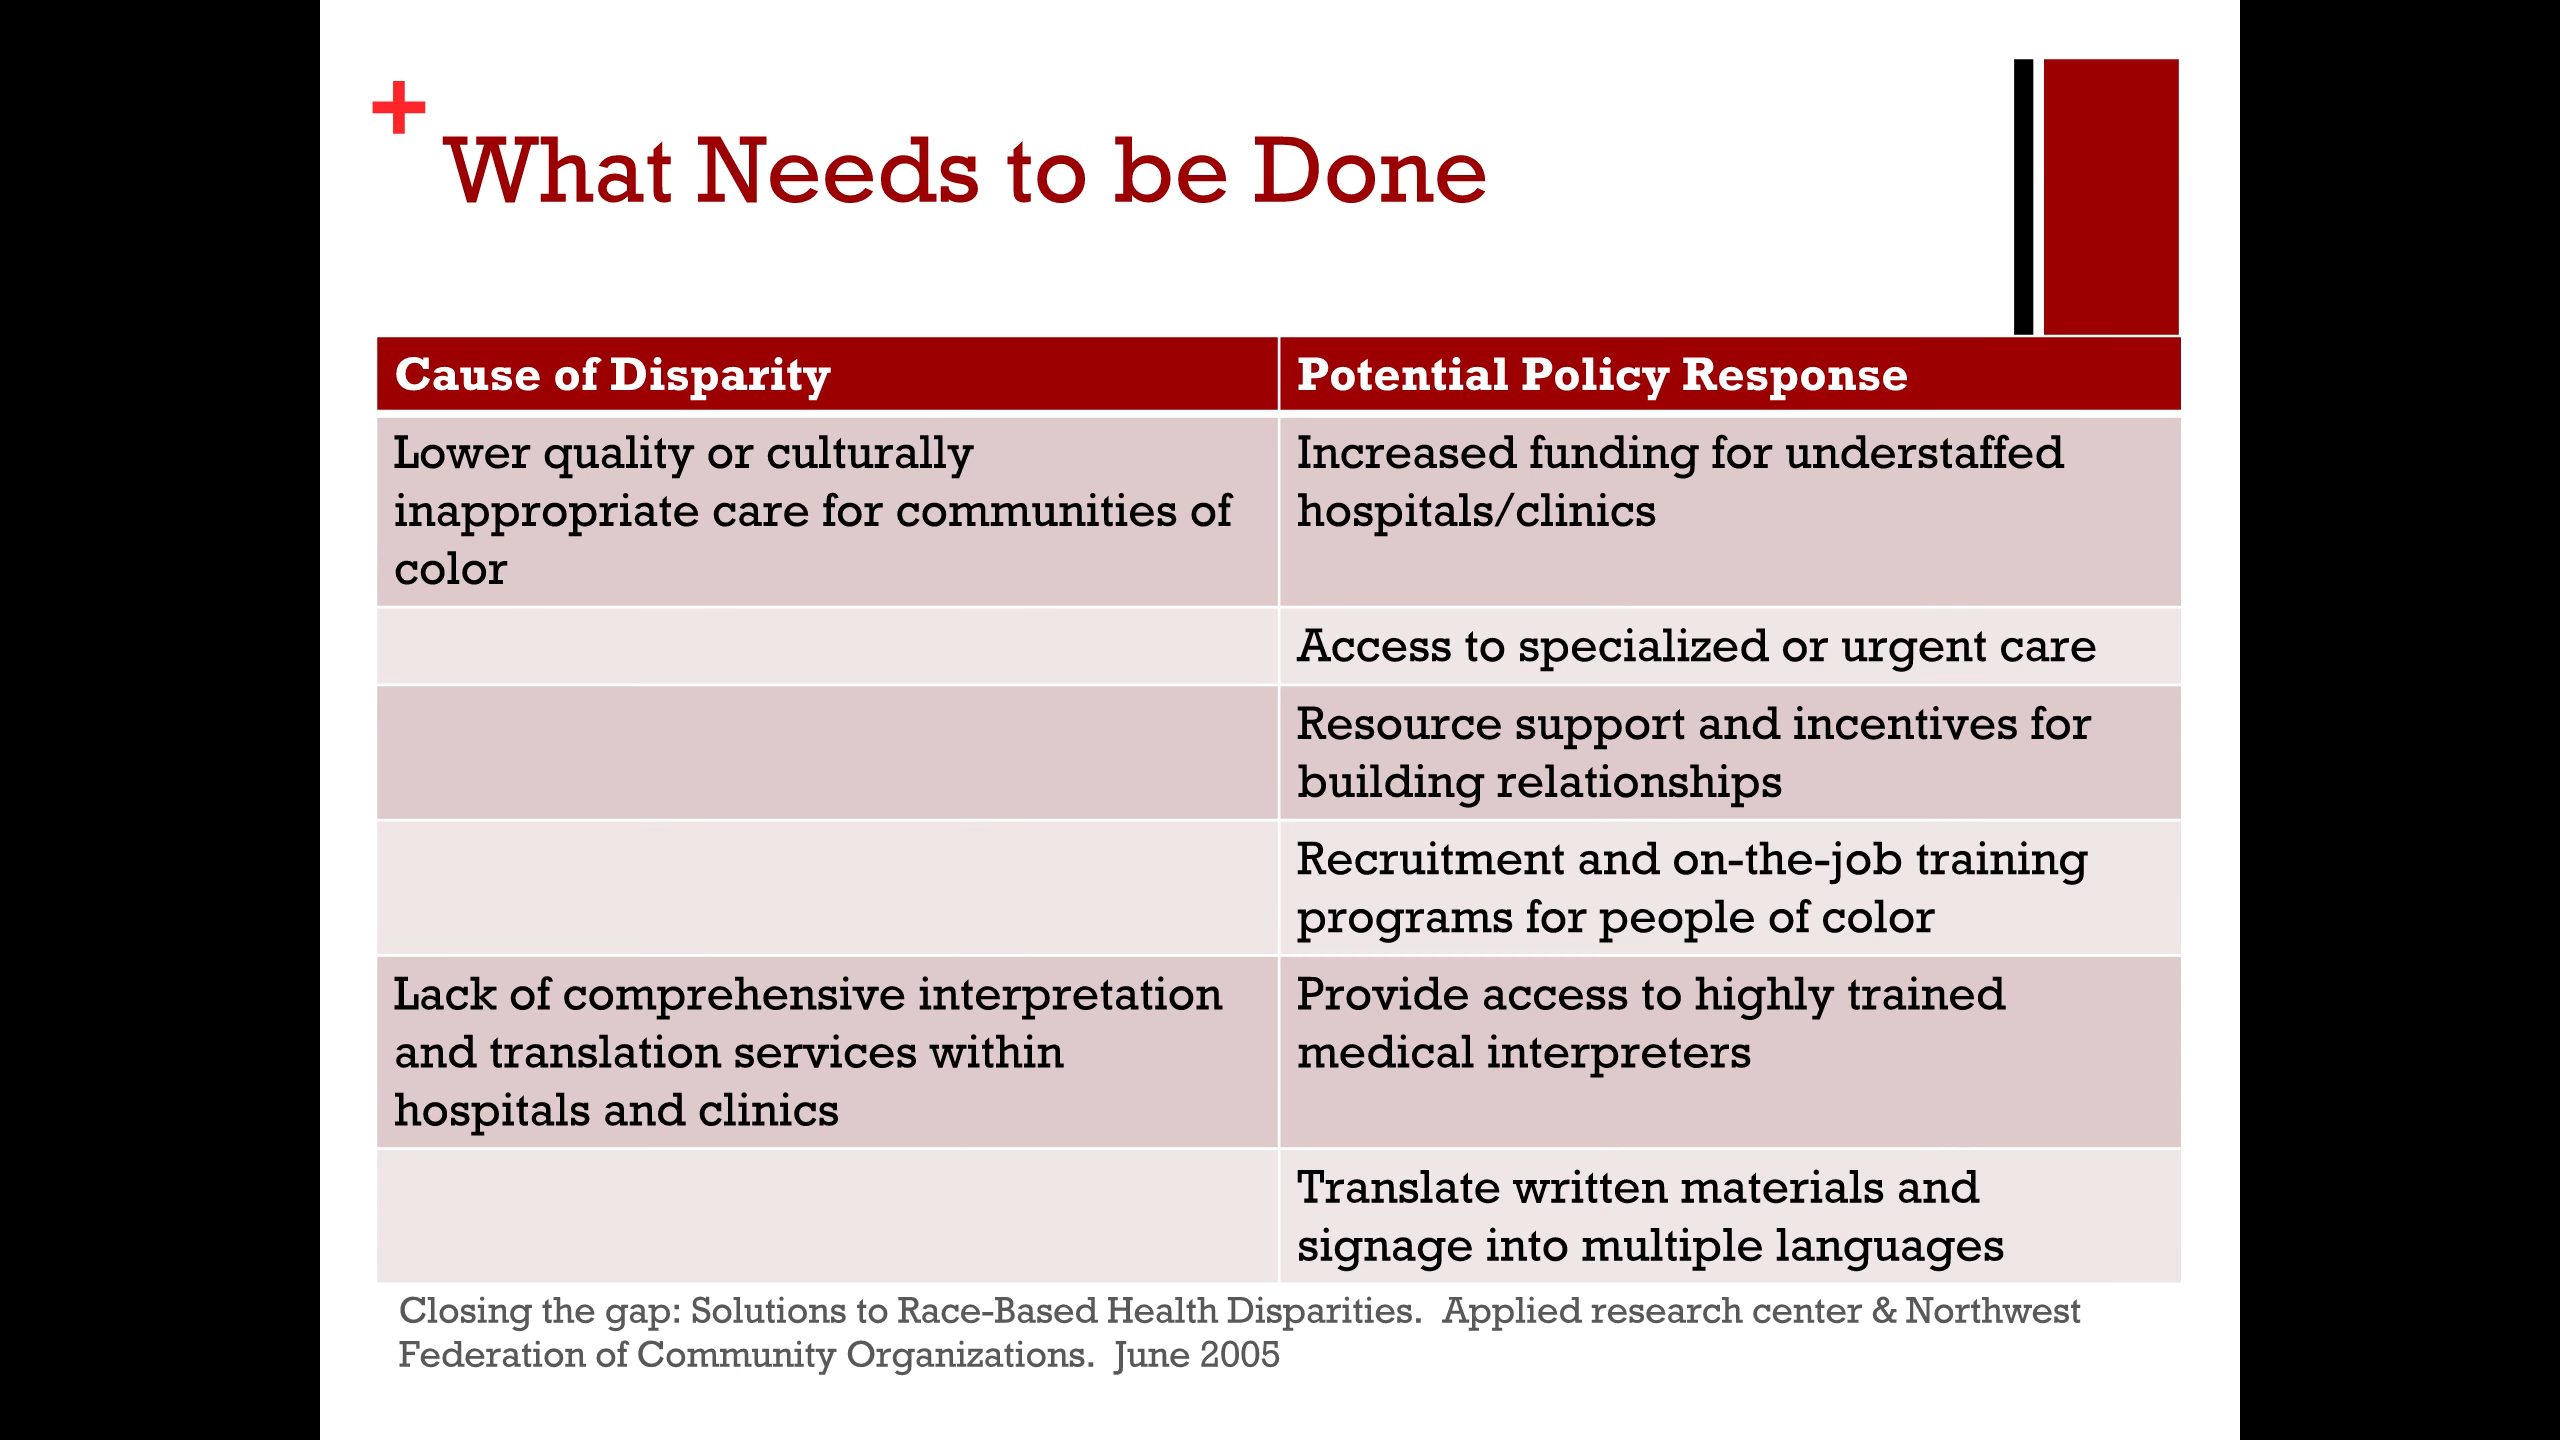 +
What Needs to be Done
Cause of Disparity
Potential Policy Response
Lower quality or culturally
inappropriate care for communities of
color
Increased funding for understaffed
hospitals/clinics
Access to specialized or urgent care
Resource support and incentives for
building relationships
Recruitment and on-the-job training
programs for people of color
Lack of comprehensive interpretation
and translation services within
hospitals and clinics
Provide access to highly trained
medical interpreters
Translate written materials and
signage into multiple languages
Closing the gap: Solutions to Race-Based Health Disparities.  Applied research center & Northwest
Federation of Community Organizations.  June 2005